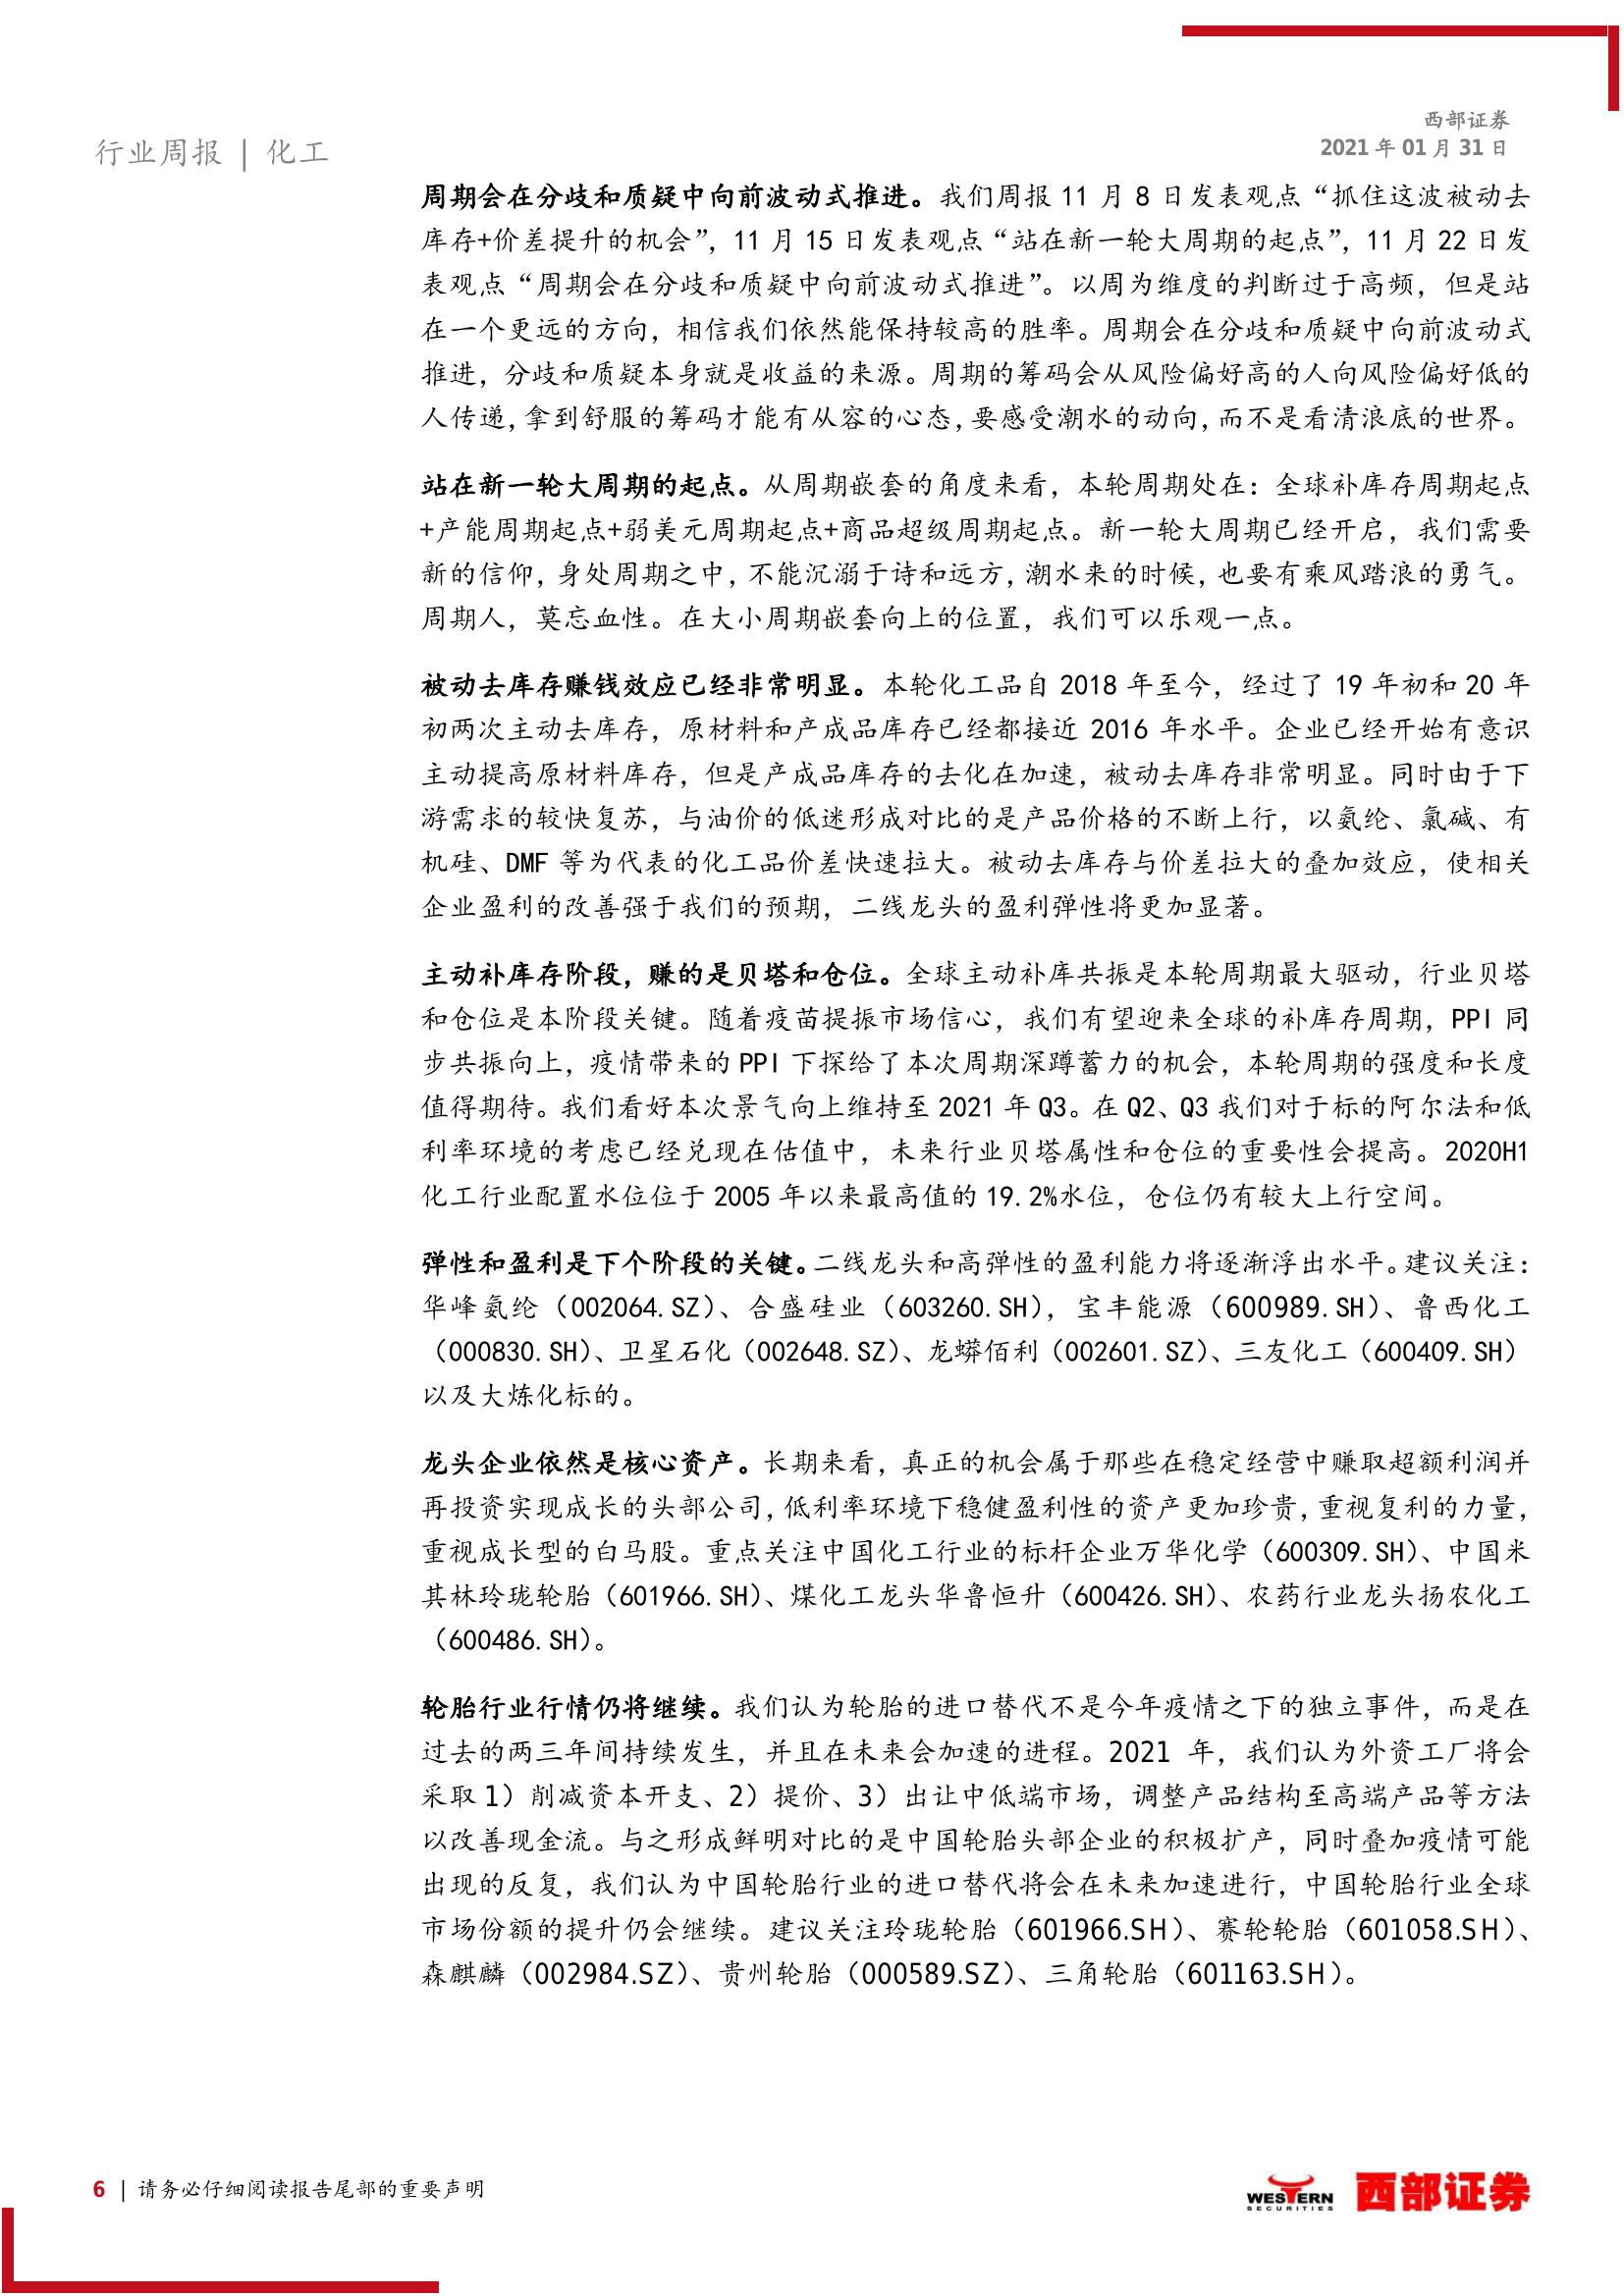 西部证券
2021 年 01 月 31 日
行业周报 | 化工
周期会在分歧和质疑中向前波动式推进。我们周报 11 月 8 日发表观点“抓住这波被动去
库存+价差提升的机会”，11 月 15 日发表观点“站在新一轮大周期的起点”，11 月 22 日发
表观点“周期会在分歧和质疑中向前波动式推进”。以周为维度的判断过于高频，但是站
在一个更远的方向，相信我们依然能保持较高的胜率。周期会在分歧和质疑中向前波动式
推进，分歧和质疑本身就是收益的来源。周期的筹码会从风险偏好高的人向风险偏好低的
人传递，拿到舒服的筹码才能有从容的心态，要感受潮水的动向，而不是看清浪底的世界。
站在新一轮大周期的起点。从周期嵌套的角度来看，本轮周期处在：全球补库存周期起点
+产能周期起点+弱美元周期起点+商品超级周期起点。新一轮大周期已经开启，我们需要
新的信仰，身处周期之中，不能沉溺于诗和远方，潮水来的时候，也要有乘风踏浪的勇气。
周期人，莫忘血性。在大小周期嵌套向上的位置，我们可以乐观一点。
被动去库存赚钱效应已经非常明显。本轮化工品自 2018 年至今，经过了 19 年初和 20 年
初两次主动去库存，原材料和产成品库存已经都接近 2016 年水平。企业已经开始有意识
主动提高原材料库存，但是产成品库存的去化在加速，被动去库存非常明显。同时由于下
游需求的较快复苏，与油价的低迷形成对比的是产品价格的不断上行，以氨纶、氯碱、有
机硅、DMF 等为代表的化工品价差快速拉大。被动去库存与价差拉大的叠加效应，使相关
企业盈利的改善强于我们的预期，二线龙头的盈利弹性将更加显著。
主动补库存阶段，赚的是贝塔和仓位。全球主动补库共振是本轮周期最大驱动，行业贝塔
和仓位是本阶段关键。随着疫苗提振市场信心，我们有望迎来全球的补库存周期，PPI 同
步共振向上，疫情带来的 PPI 下探给了本次周期深蹲蓄力的机会，本轮周期的强度和长度
值得期待。我们看好本次景气向上维持至 2021 年 Q3。在 Q2、Q3 我们对于标的阿尔法和低
利率环境的考虑已经兑现在估值中，未来行业贝塔属性和仓位的重要性会提高。2020H1
化工行业配置水位位于 2005 年以来最高值的 19.2%水位，仓位仍有较大上行空间。
弹性和盈利是下个阶段的关键。二线龙头和高弹性的盈利能力将逐渐浮出水平。建议关注：
华峰氨纶（002064.SZ）、合盛硅业（603260.SH），宝丰能源（600989.SH）、鲁西化工
（000830.SH）、卫星石化（002648.SZ）、龙蟒佰利（002601.SZ）、三友化工（600409.SH）
以及大炼化标的。
龙头企业依然是核心资产。长期来看，真正的机会属于那些在稳定经营中赚取超额利润并
再投资实现成长的头部公司，低利率环境下稳健盈利性的资产更加珍贵，重视复利的力量，
重视成长型的白马股。重点关注中国化工行业的标杆企业万华化学（600309.SH）、中国米
其林玲珑轮胎（601966.SH）、煤化工龙头华鲁恒升（600426.SH）、农药行业龙头扬农化工
（600486.SH）。
轮胎行业行情仍将继续。我们认为轮胎的进口替代不是今年疫情之下的独立事件，而是在
过去的两三年间持续发生，并且在未来会加速的进程。2021 年，我们认为外资工厂将会
采取 1）削减资本开支、2）提价、3）出让中低端市场，调整产品结构至高端产品等方法
以改善现金流。与之形成鲜明对比的是中国轮胎头部企业的积极扩产，同时叠加疫情可能
出现的反复，我们认为中国轮胎行业的进口替代将会在未来加速进行，中国轮胎行业全球
市场份额的提升仍会继续。建议关注玲珑轮胎（601966.SH）、赛轮轮胎（601058.SH）、
森麒麟（002984.SZ）、贵州轮胎（000589.SZ）、三角轮胎（601163.SH）。
6 | 请务必仔细阅读报告尾部的重要声明
WESTERN
SECURITIES
西部证券